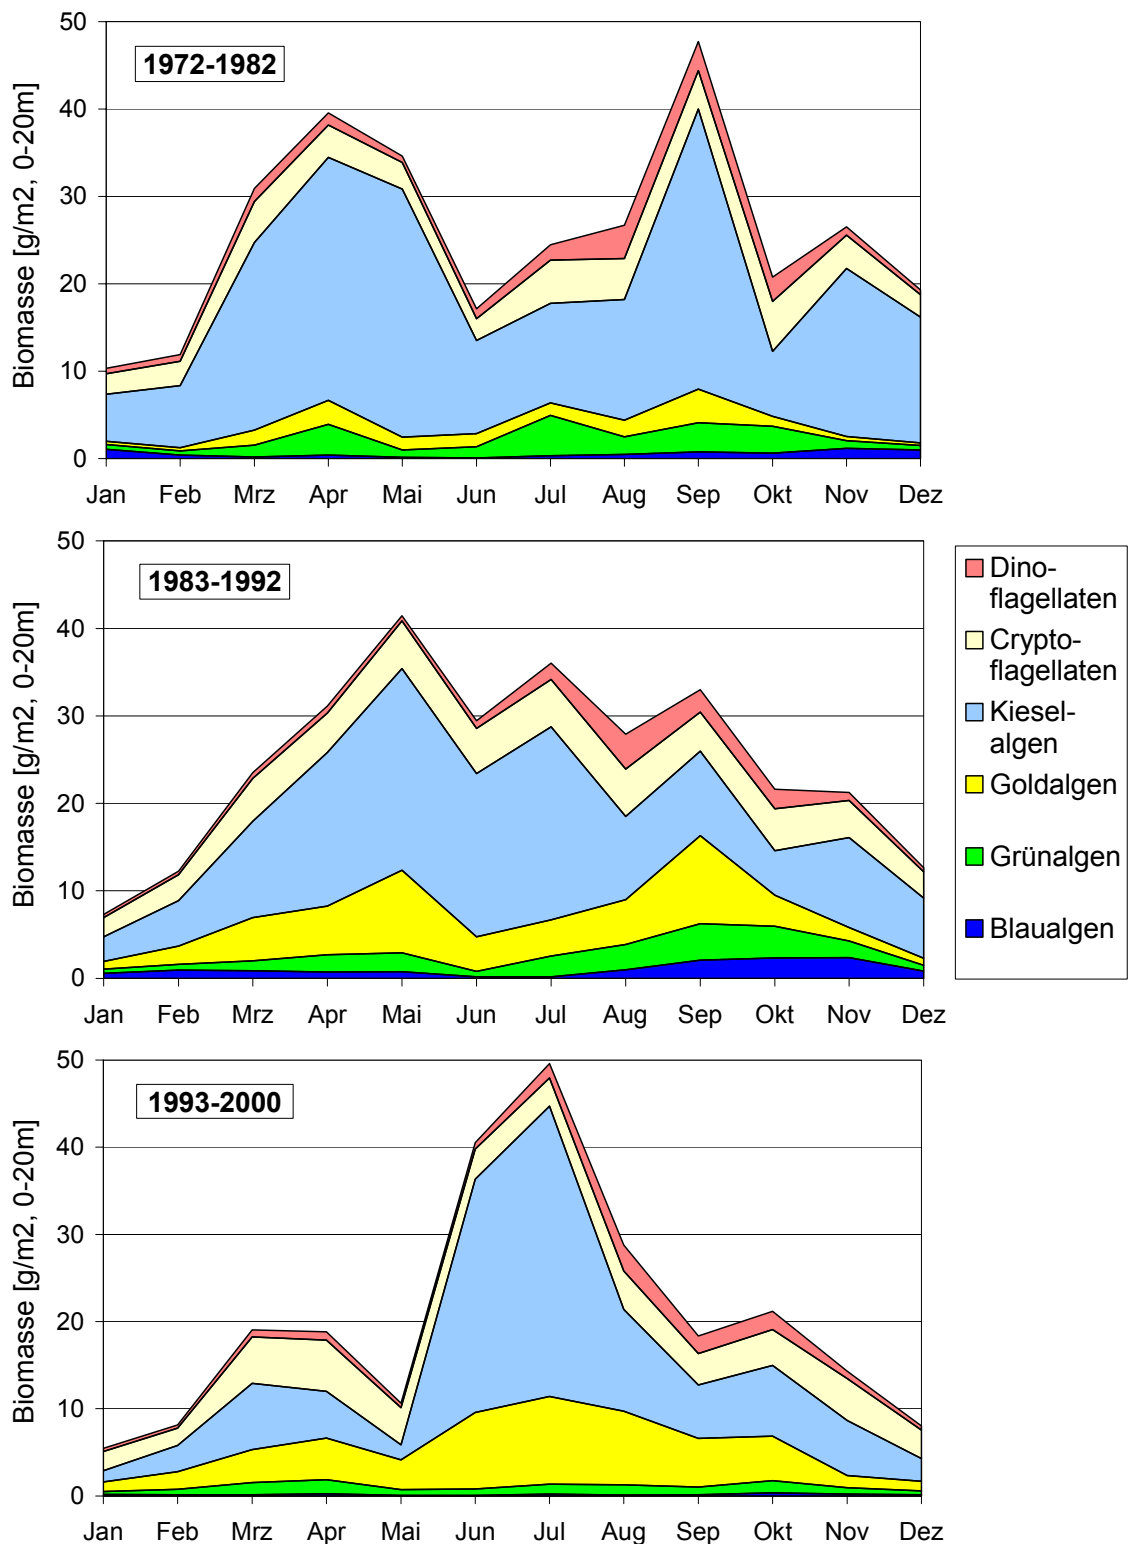 1972-1982
Biomasse [g/m2, 0-20m]
50
40
30
20
10
0
Jan Feb Mrz Apr Mai Jun Jul Aug Sep Okt Nov Dez
1983-1992
Biomasse [g/m2, 0-20m]
50
40
30
20
10
0
Jan Feb Mrz Apr Mai Jun Jul Aug Sep Okt Nov Dez
Dino-
flagellaten
Crypto-
flagellaten
Kiesel-
algen
Goldalgen
Grünalgen
Blaualgen
1993-2000
Biomasse [g/m2, 0-20m]
50
40
30
20
10
0
Jan Feb Mrz Apr Mai Jun Jul Aug Sep Okt Nov Dez